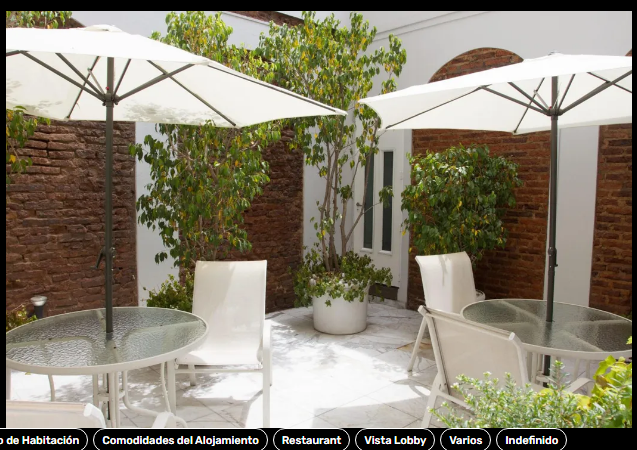 o de Habitación
Comodidades del Alojamiento
Restaurant
Vista Lobby
Varios
Indefinido